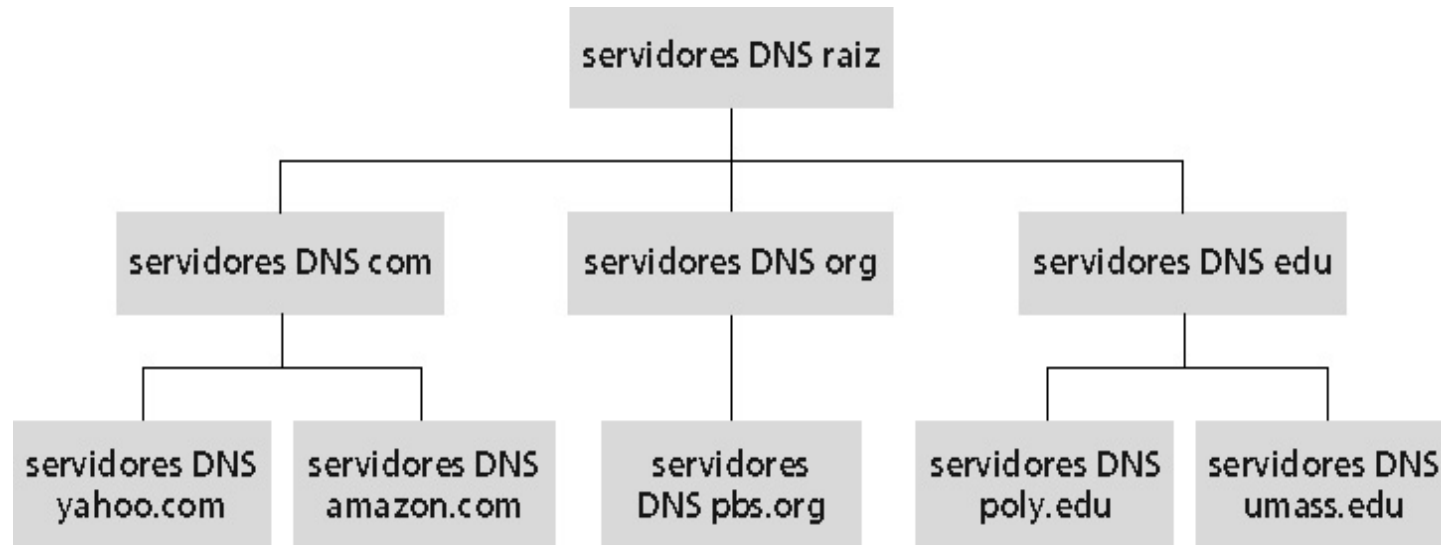 servidores DNS raiz
servidores DNS com
servidores DNS org
servidores DNS edu
servidores DNS
yahoo.com
servidores DNS
amazon.com
servidores
DNS pbs.org
servidores DNS
poly.edu
servidores DNS
umass.edu